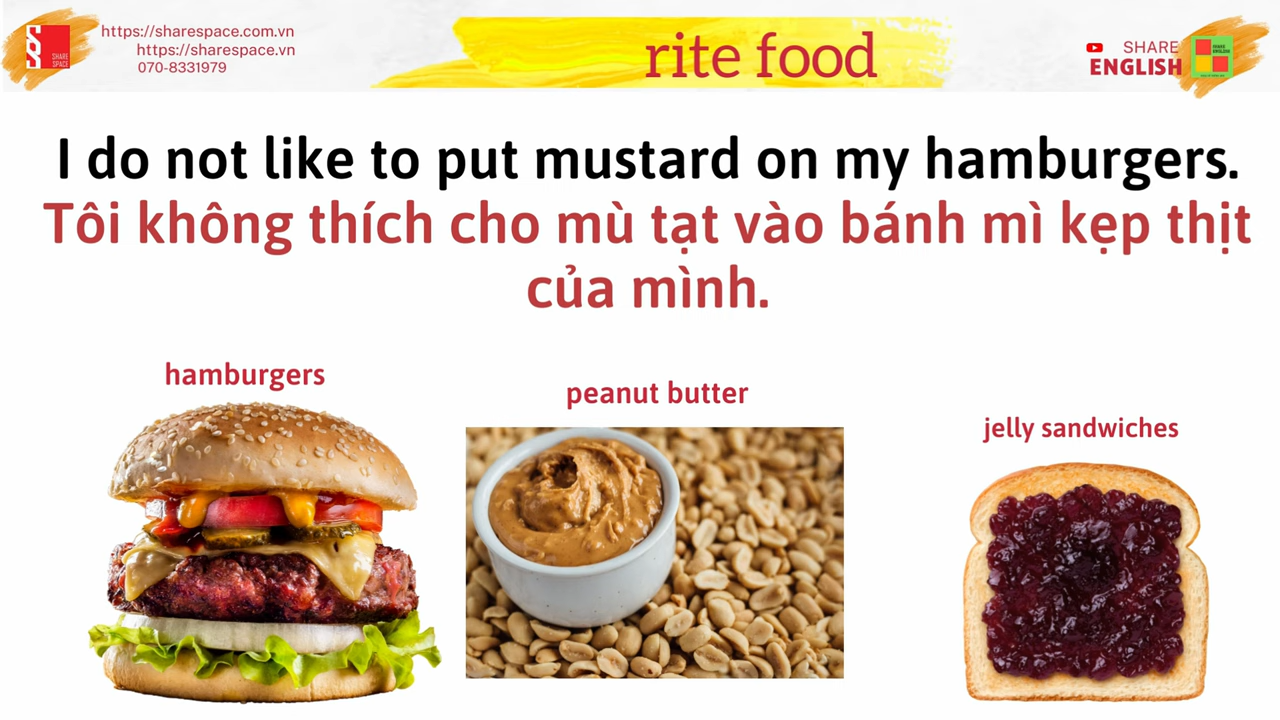 https://sharespace.com.vn
https://sharespace.vn
070-8331979
SHARE
SPACE
rite food
SHARE
ENGLISH
I do not like to put mustard on my hamburgers.
Tôi không thích cho mù tạt vào bánh mì kẹp thịt
của mình.
hamburgers
peanut butter
jelly sandwiches